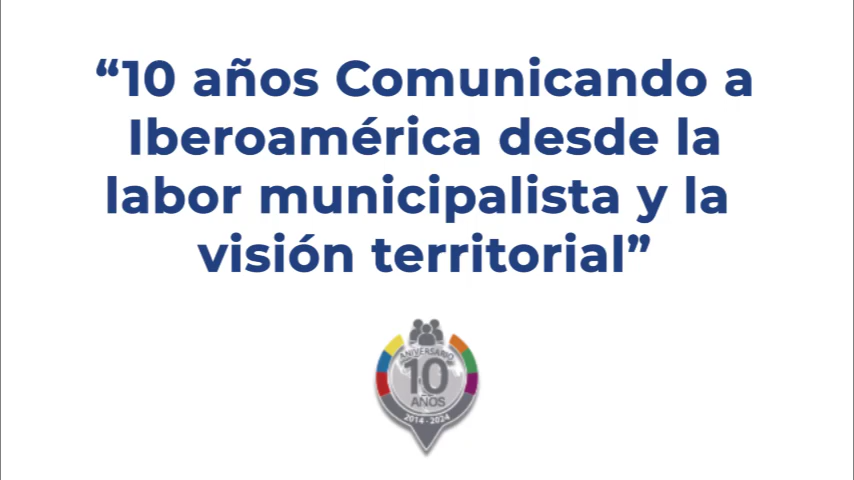 “10 años Comunicando a
Iberoamérica desde la
labor municipalista y la
visión territorial”
ANIVERSARIO
10
AÑOS
2014 - 2024